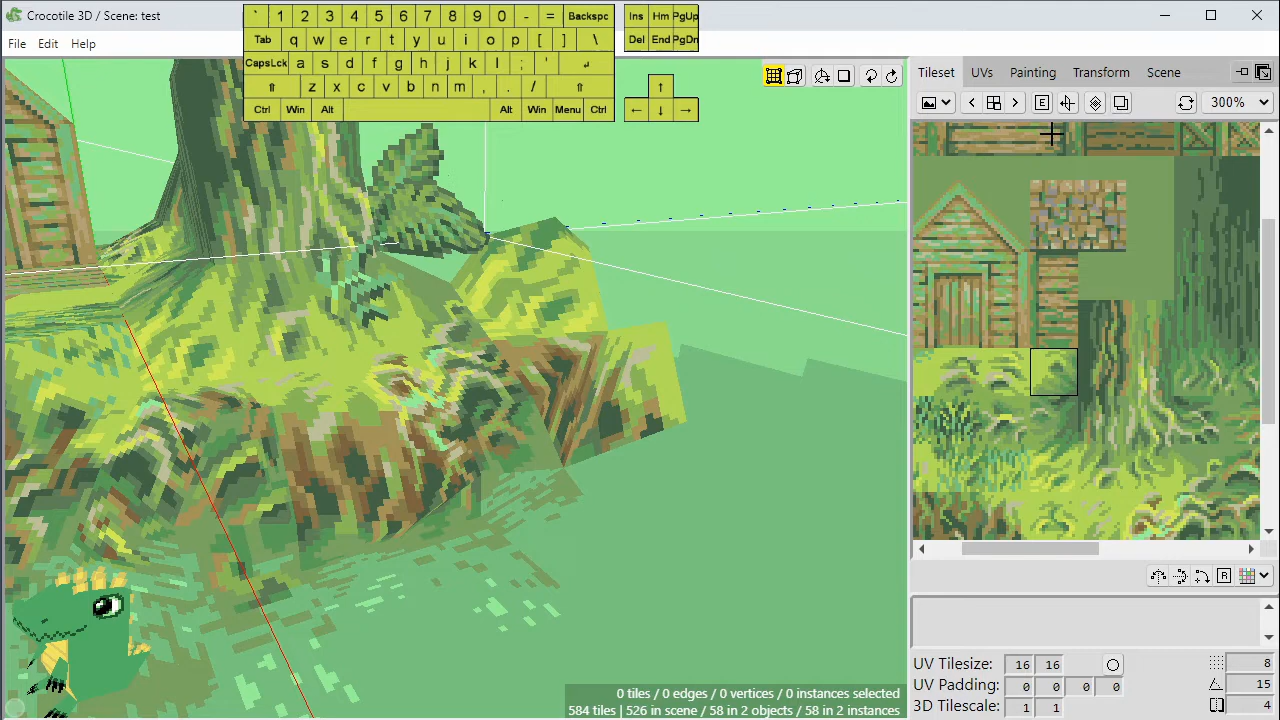 Crocotile 3D / Scene: test
File Edit Help
` 1 2 3 4 5 6 7 8 9 0 - = Backspc
Tab q w e r t y u i o p [ ] \
CapsLck a s d f g h j k l ; ' ↵
⇧ z x c v b n m , . / ⇧
Ctrl Win Alt Alt Win Menu Ctrl
Ins Hm PgUp
Del End PgDn
↑
← ↓ →
Tileset UVs Painting Transform Scene
E 300%
R
UV Tilesize: 16 16 8
UV Padding: 0 0 0 0 15
3D Tilescale: 1 1 4
0 tiles / 0 edges / 0 vertices / 0 instances selected
584 tiles | 526 in scene / 58 in 2 objects / 58 in 2 instances